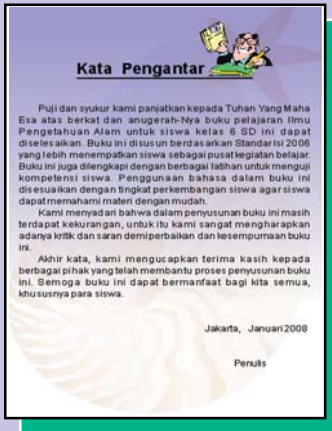 Kata Pengantar
Puji dan syukur kami panjatkan kepada Tuhan Yang Maha
Esa atas berkat dan anugerah-Nya buku pelajaran Ilmu
Pengetahuan Alam untuk siswa kelas 6 SD ini dapat
diselesaikan. Buku ini disusun berdasarkan Standar Isi 2006
yang lebih menempatkan siswa sebagai pusat kegiatan belajar.
Buku ini juga dilengkapi dengan berbagai latihan untuk menguji
kompetensi siswa. Penggunaan bahasa dalam buku ini
disesuaikan dengan tingkat perkembangan siswa agar siswa
dapat memahami materi dengan mudah.
Kami menyadari bahwa dalam penyusunan buku ini masih
terdapat kekurangan, untuk itu kami sangat mengharapkan
adanya kritik dan saran demi perbaikan dan kesempurnaan buku
ini.
Akhir kata, kami mengucapkan terima kasih kepada
berbagai pihak yang telah membantu proses penyusunan buku
ini. Semoga buku ini dapat bermanfaat bagi kita semua,
khususnya para siswa.
Jakarta, Januari 2008
Penulis